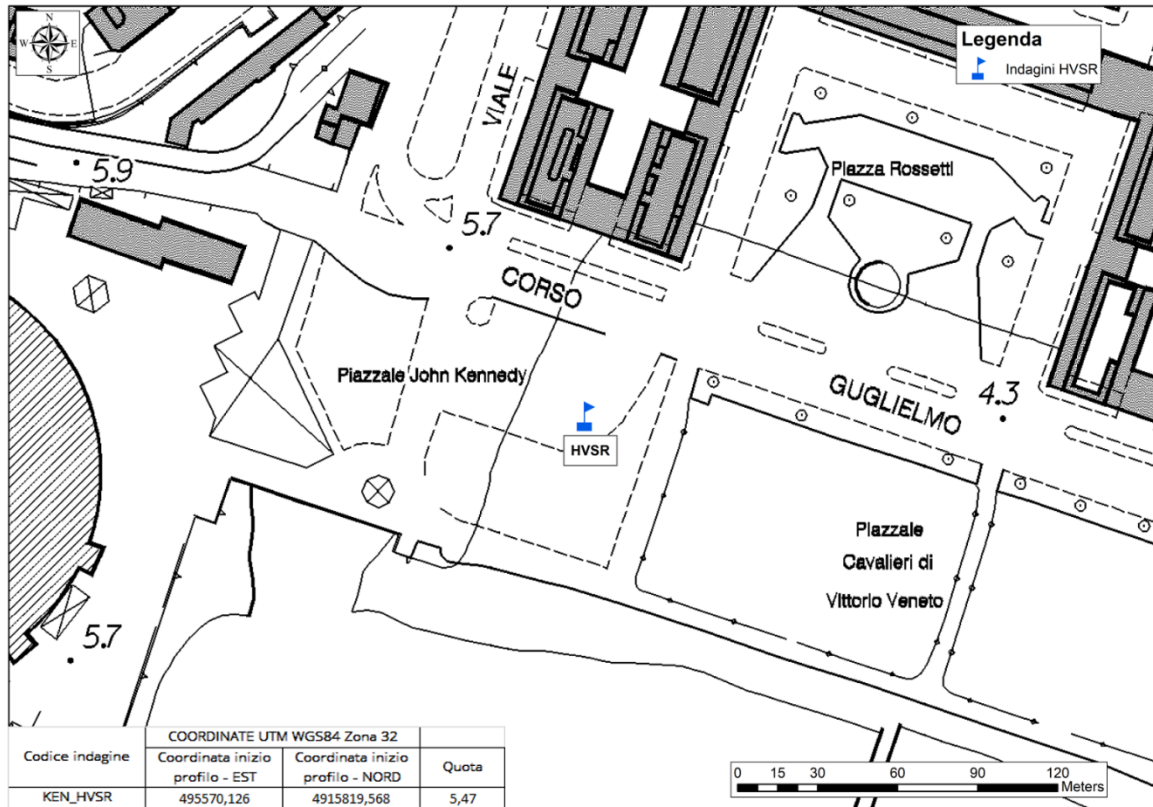 N
W E
S
Legenda
Indagini HVSR
VIALE
5.9
Piazza Rossetti
5.7
CORSO
Piazzale John Kennedy
GUGLIELMO
4.3
HVSR
Piazzale
Cavalieri di
Vittorio Veneto
5.7
COORDINATE UTM WGS84 Zona 32
Codice indagine
Coordinata inizio profilo - EST
Coordinata inizio profilo - NORD
Quota
KEN_HVSR 495570,126 4915819,568 5,47
0 15 30 60 90 120
Meters